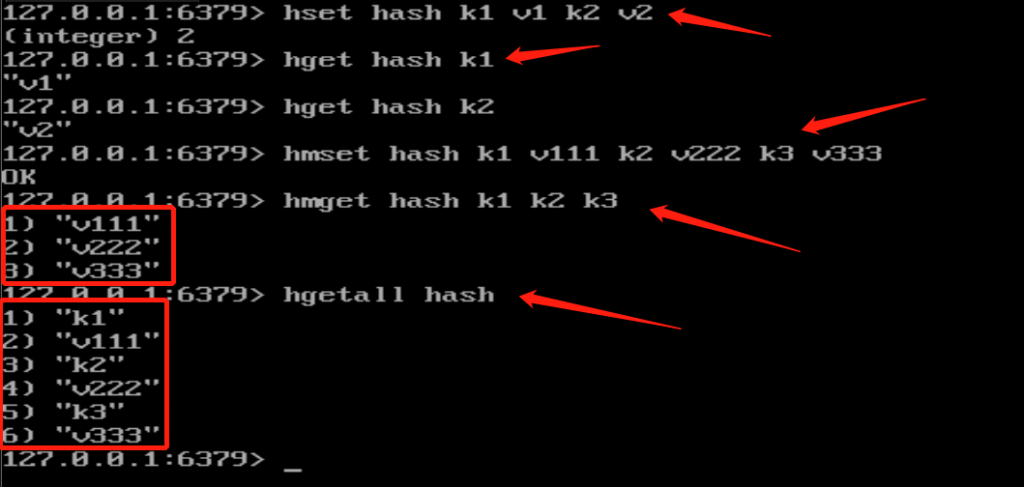 127.0.0.1:6379> hset hash k1 v1 k2 v2
(integer) 2
127.0.0.1:6379> hget hash k1
"v1"
127.0.0.1:6379> hget hash k2
"v2"
127.0.0.1:6379> hmset hash k1 v111 k2 v222 k3 v333
OK
127.0.0.1:6379> hmget hash k1 k2 k3
1) "v111"
2) "v222"
3) "v333"
127.0.0.1:6379> hgetall hash
1) "k1"
2) "v111"
3) "k2"
4) "v222"
5) "k3"
6) "v333"
127.0.0.1:6379> _